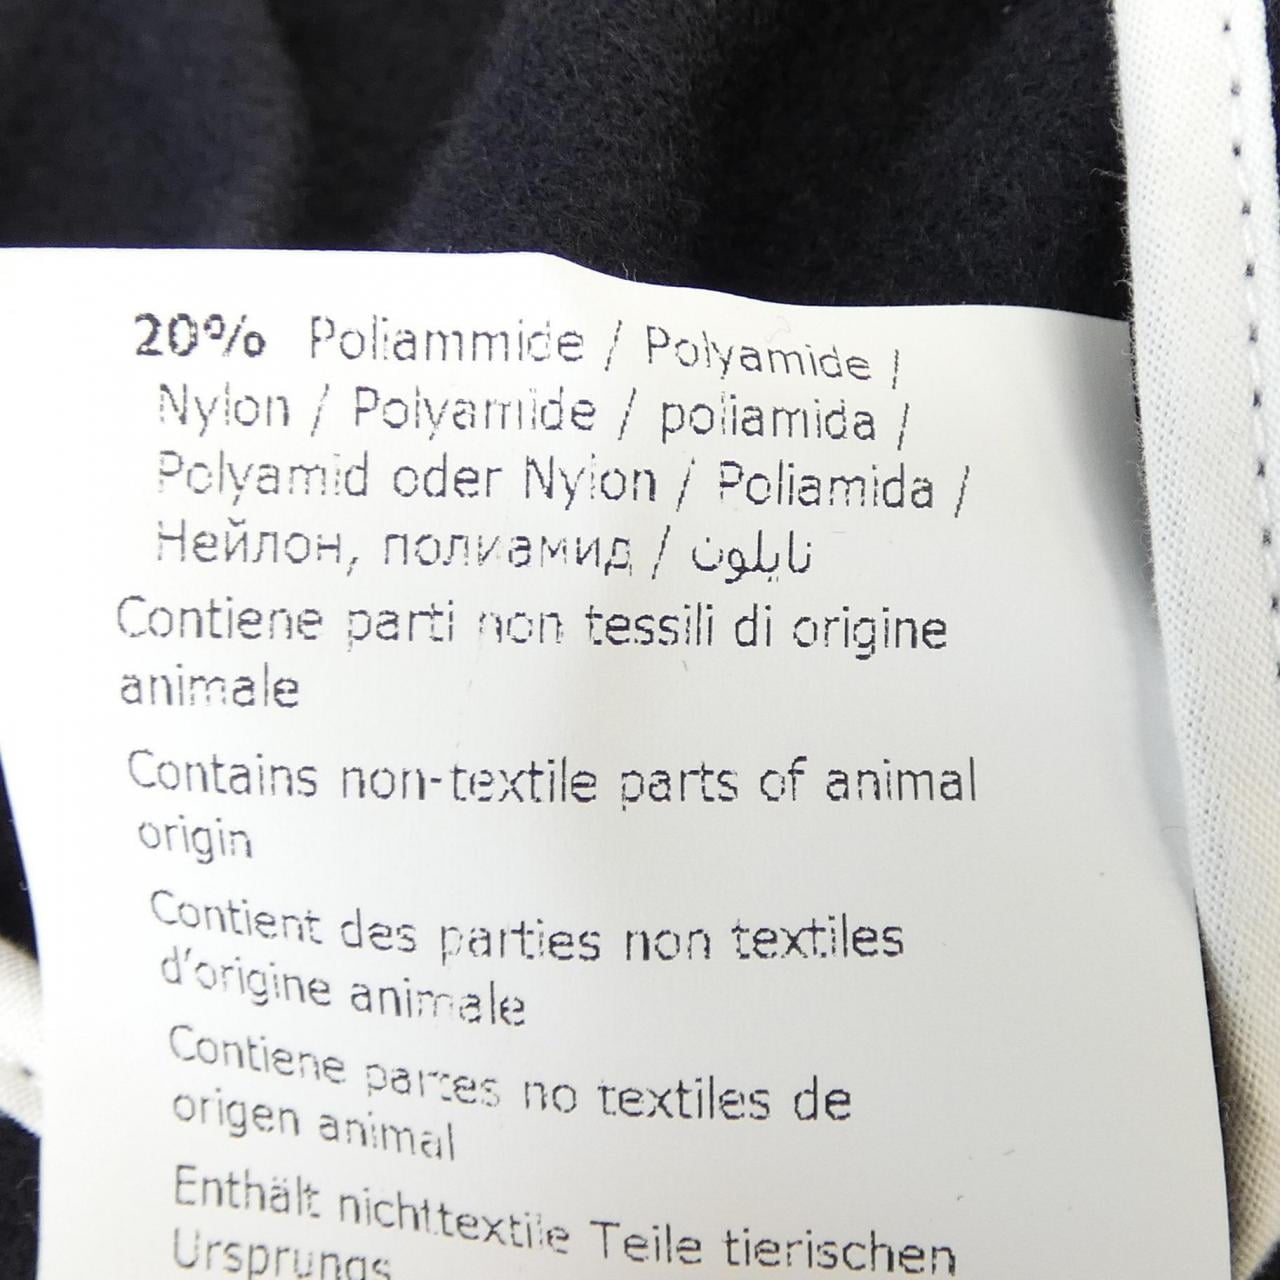 20% Poliammide / Polyamide /
Nylon / Polyamide / poliamida /
Polyamid oder Nylon / Poliamida /
Нейлон, полиамид / نايلون
Contiene parti non tessili di origine
animale
Contains non-textile parts of animal
origin
Contient des parties non textiles
d'origine animale
Contiene partes no textiles de
origen animal
Enthält nichttextile Teile tierischen
Ursprungs